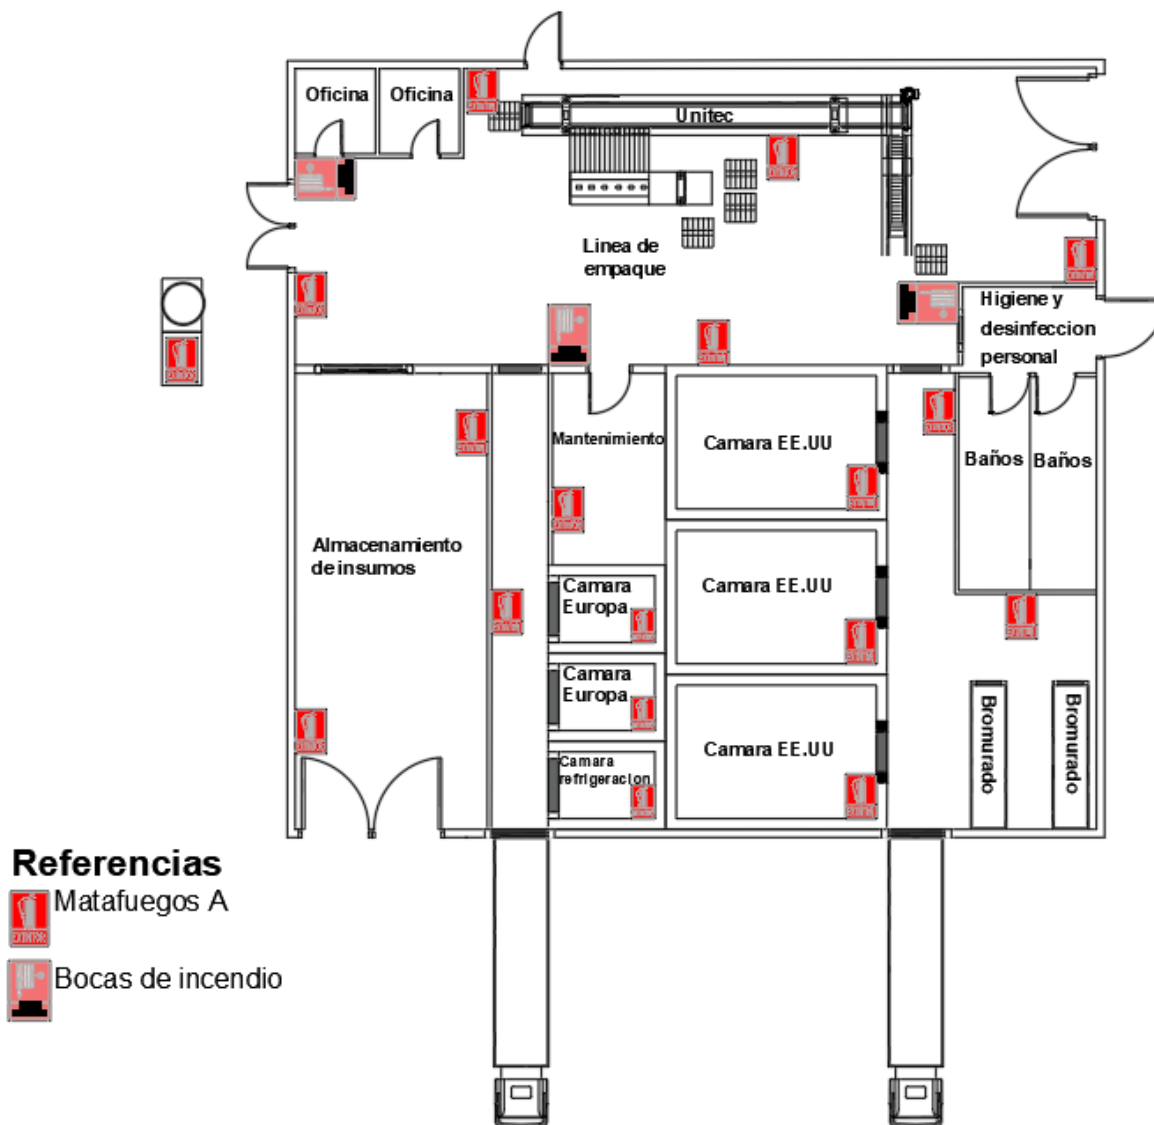 Oficina
Oficina
Unitec
Linea de
empaque
Higiene y
desinfeccion
personal
Mantenimiento
Camara EE.UU
Baños
Baños
Almacenamiento
de insumos
Camara
Europa
Camara EE.UU
Camara
Europa
Camara EE.UU
Camara
refrigeracion
Bromurado
Bromurado
Referencias
Matafuegos A
Bocas de incendio